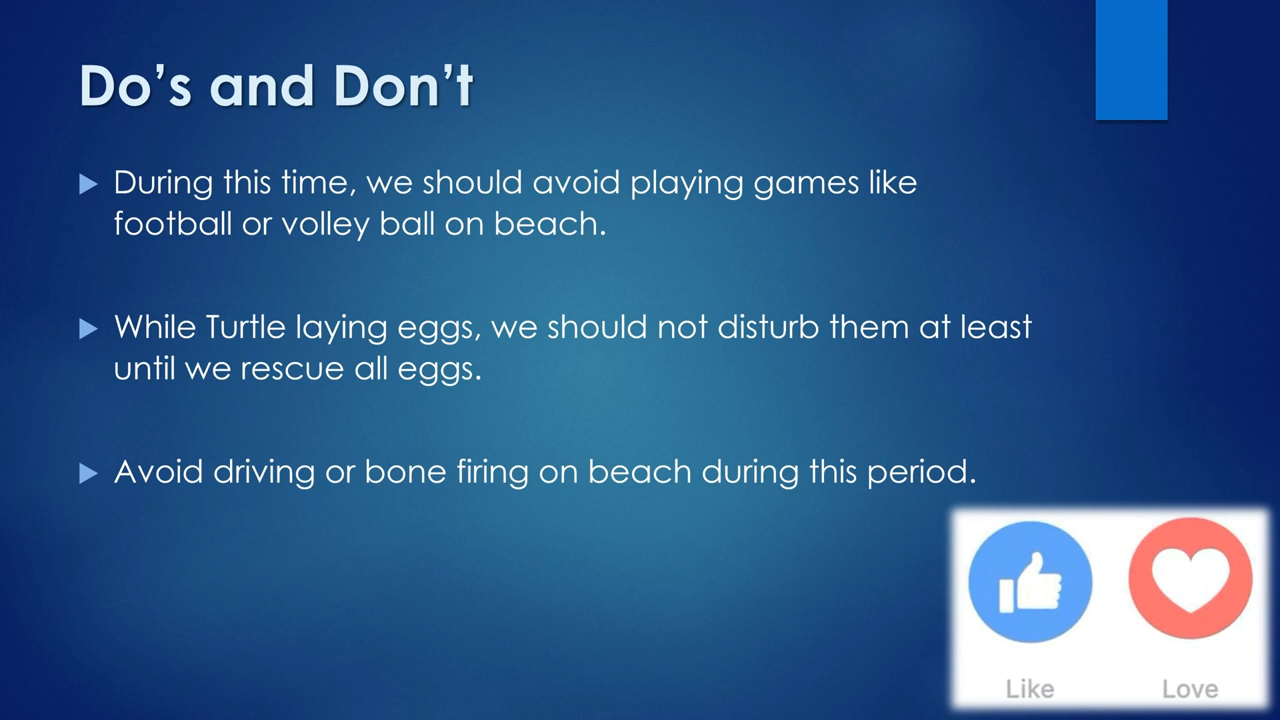 Do’s and Don’t
During this time, we should avoid playing games like
football or volley ball on beach.
While Turtle laying eggs, we should not disturb them at least
until we rescue all eggs.
Avoid driving or bone firing on beach during this period.
Like
Love